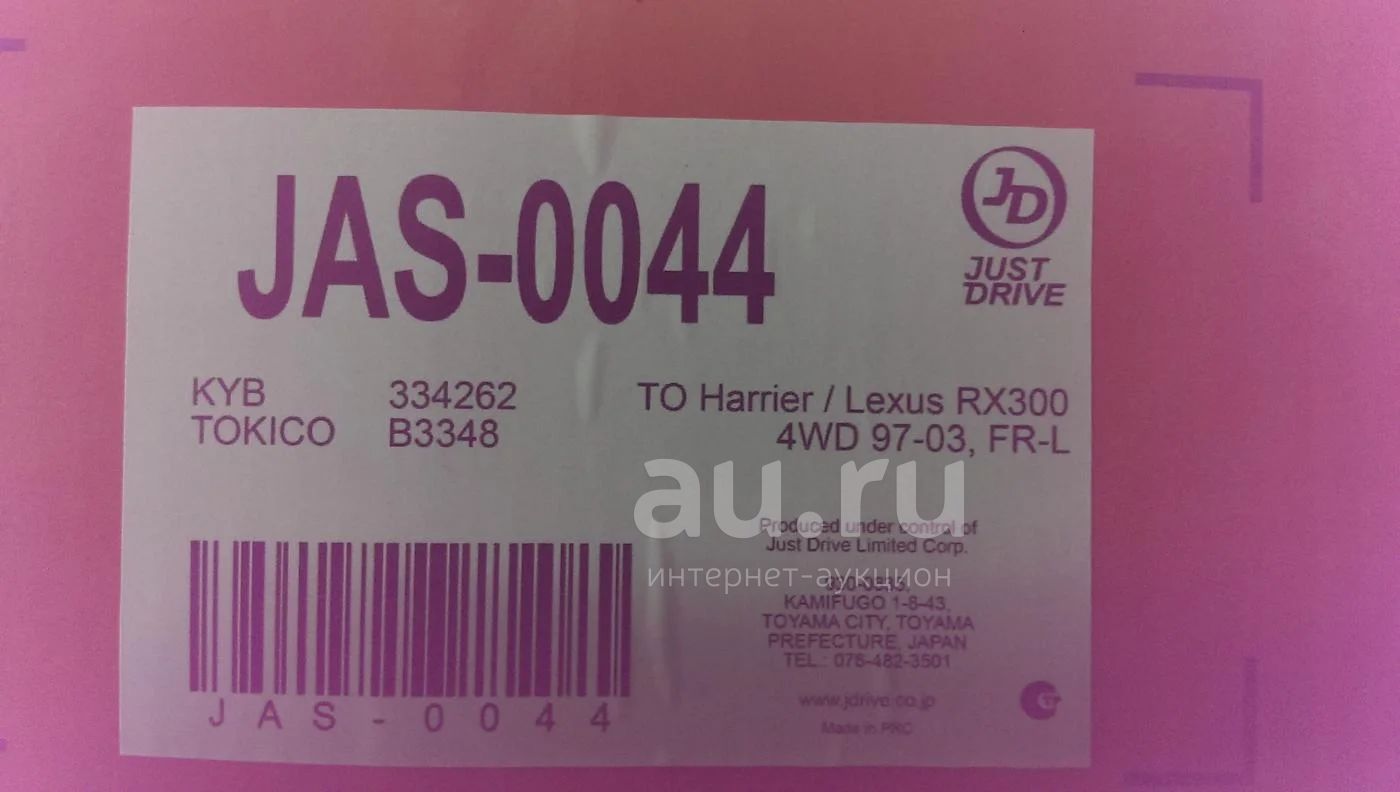 JAS-0044
JD
JUST
DRIVE
KYB 334262
TOKICO B3348
TO Harrier / Lexus RX300
4WD 97-03, FR-L
au.ru
интернет-аукцион
Produced under control of
Just Drive Limited Corp.
KAMIFUGO 1-8-43,
TOYAMA CITY, TOYAMA
PREFECTURE, JAPAN
TEL.: 076-482-3501
www.jdrive.co.jp
Made in PRC
JAS-0044